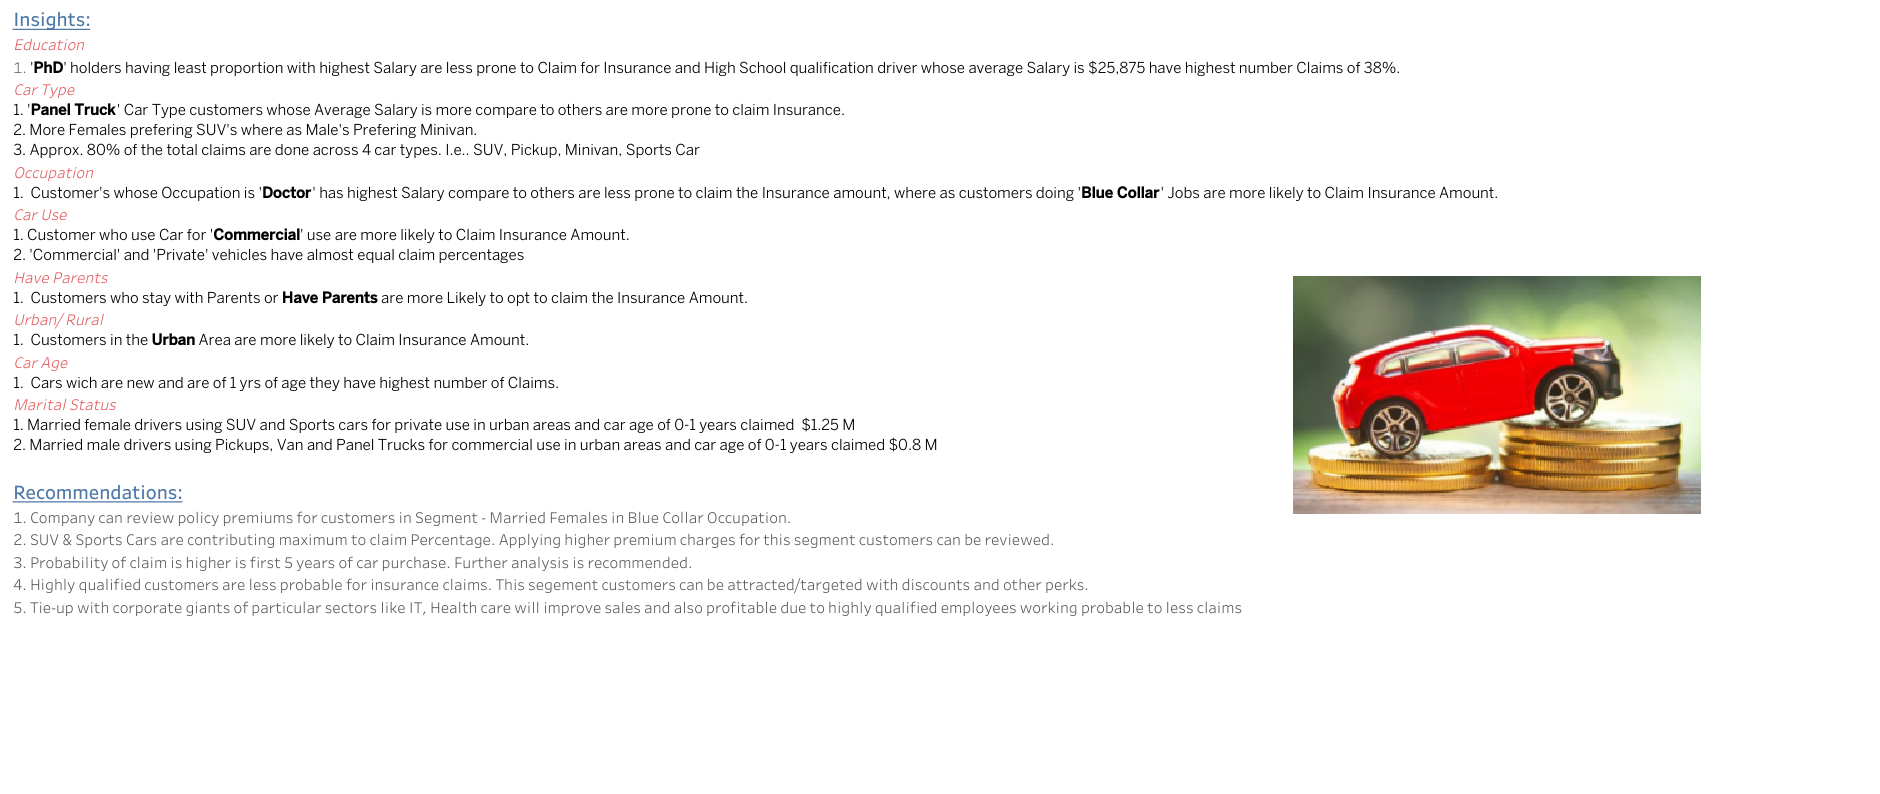 Insights:
Education
1. 'PhD' holders having least proportion with highest Salary are less prone to Claim for Insurance and High School qualification driver whose average Salary is $25,875 have highest number Claims of 38%.
Car Type
1. 'Panel Truck' Car Type customers whose Average Salary is more compare to others are more prone to claim Insurance.
2. More Females prefering SUV's where as Male's Prefering Minivan.
3. Approx. 80% of the total claims are done across 4 car types. I.e.. SUV, Pickup, Minivan, Sports Car
Occupation
1. Customer's whose Occupation is 'Doctor' has highest Salary compare to others are less prone to claim the Insurance amount, where as customers doing 'Blue Collar' Jobs are more likely to Claim Insurance Amount.
Car Use
1. Customer who use Car for 'Commercial' use are more likely to Claim Insurance Amount.
2. 'Commercial' and 'Private' vehicles have almost equal claim percentages
Have Parents
1. Customers who stay with Parents or Have Parents are more Likely to opt to claim the Insurance Amount.
Urban/ Rural
1. Customers in the Urban Area are more likely to Claim Insurance Amount.
Car Age
1. Cars wich are new and are of 1 yrs of age they have highest number of Claims.
Marital Status
1. Married female drivers using SUV and Sports cars for private use in urban areas and car age of 0-1 years claimed $1.25 M
2. Married male drivers using Pickups, Van and Panel Trucks for commercial use in urban areas and car age of 0-1 years claimed $0.8 M
Recommendations:
1. Company can review policy premiums for customers in Segment - Married Females in Blue Collar Occupation.
2. SUV & Sports Cars are contributing maximum to claim Percentage. Applying higher premium charges for this segment customers can be reviewed.
3. Probability of claim is higher is first 5 years of car purchase. Further analysis is recommended.
4. Highly qualified customers are less probable for insurance claims. This segement customers can be attracted/targeted with discounts and other perks.
5. Tie-up with corporate giants of particular sectors like IT, Health care will improve sales and also profitable due to highly qualified employees working probable to less claims